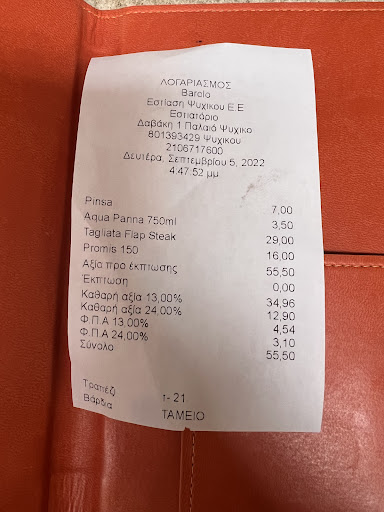 ΛΟΓΑΡΙΑΣΜΟΣ
Barolo
Εστίαση Ψυχικου Ε.Ε
Εστιατόριο
Δαβάκη 1 Παλαιό Ψυχικο
801393429 Ψυχικου
2106717600
Δευτέρα, Σεπτεμβρίου 5, 2022
4:47:52 μμ
Pinsa 7,00
Aqua Panna 750ml 3,50
Tagliata Flap Steak 29,00
Promis 150 16,00
Αξία προ έκπτωσης 55,50
Έκπτωση 0,00
Καθαρή αξία 13,00% 34,96
Καθαρή αξία 24,00% 12,90
Φ.Π.Α 13,00% 4,54
Φ.Π.Α 24,00% 3,10
Σύνολο 55,50
Τραπέζι τ- 21
Βάρδια ΤΑΜΕΙΟ